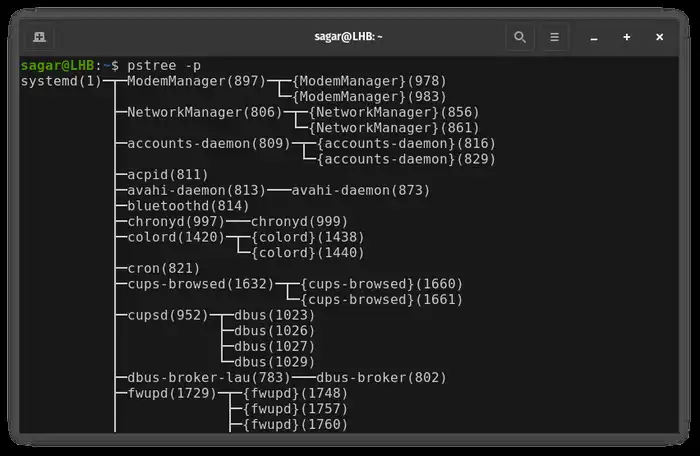 sagar@LHB: ~
sagar@LHB:~$ pstree -p
systemd(1)─┬─ModemManager(897)─┬─{ModemManager}(978)
           │                   └─{ModemManager}(983)
           ├─NetworkManager(806)─┬─{NetworkManager}(856)
           │                     └─{NetworkManager}(861)
           ├─accounts-daemon(809)─┬─{accounts-daemon}(816)
           │                      └─{accounts-daemon}(829)
           ├─acpid(811)
           ├─avahi-daemon(813)───avahi-daemon(873)
           ├─bluetoothd(814)
           ├─chronyd(997)───chronyd(999)
           ├─colord(1420)─┬─{colord}(1438)
           │              └─{colord}(1440)
           ├─cron(821)
           ├─cups-browsed(1632)─┬─{cups-browsed}(1660)
           │                    └─{cups-browsed}(1661)
           ├─cupsd(952)─┬─dbus(1023)
           │            ├─dbus(1026)
           │            ├─dbus(1027)
           │            └─dbus(1029)
           ├─dbus-broker-lau(783)───dbus-broker(802)
           ├─fwupd(1729)─┬─{fwupd}(1748)
           │             ├─{fwupd}(1757)
           │             ├─{fwupd}(1760)